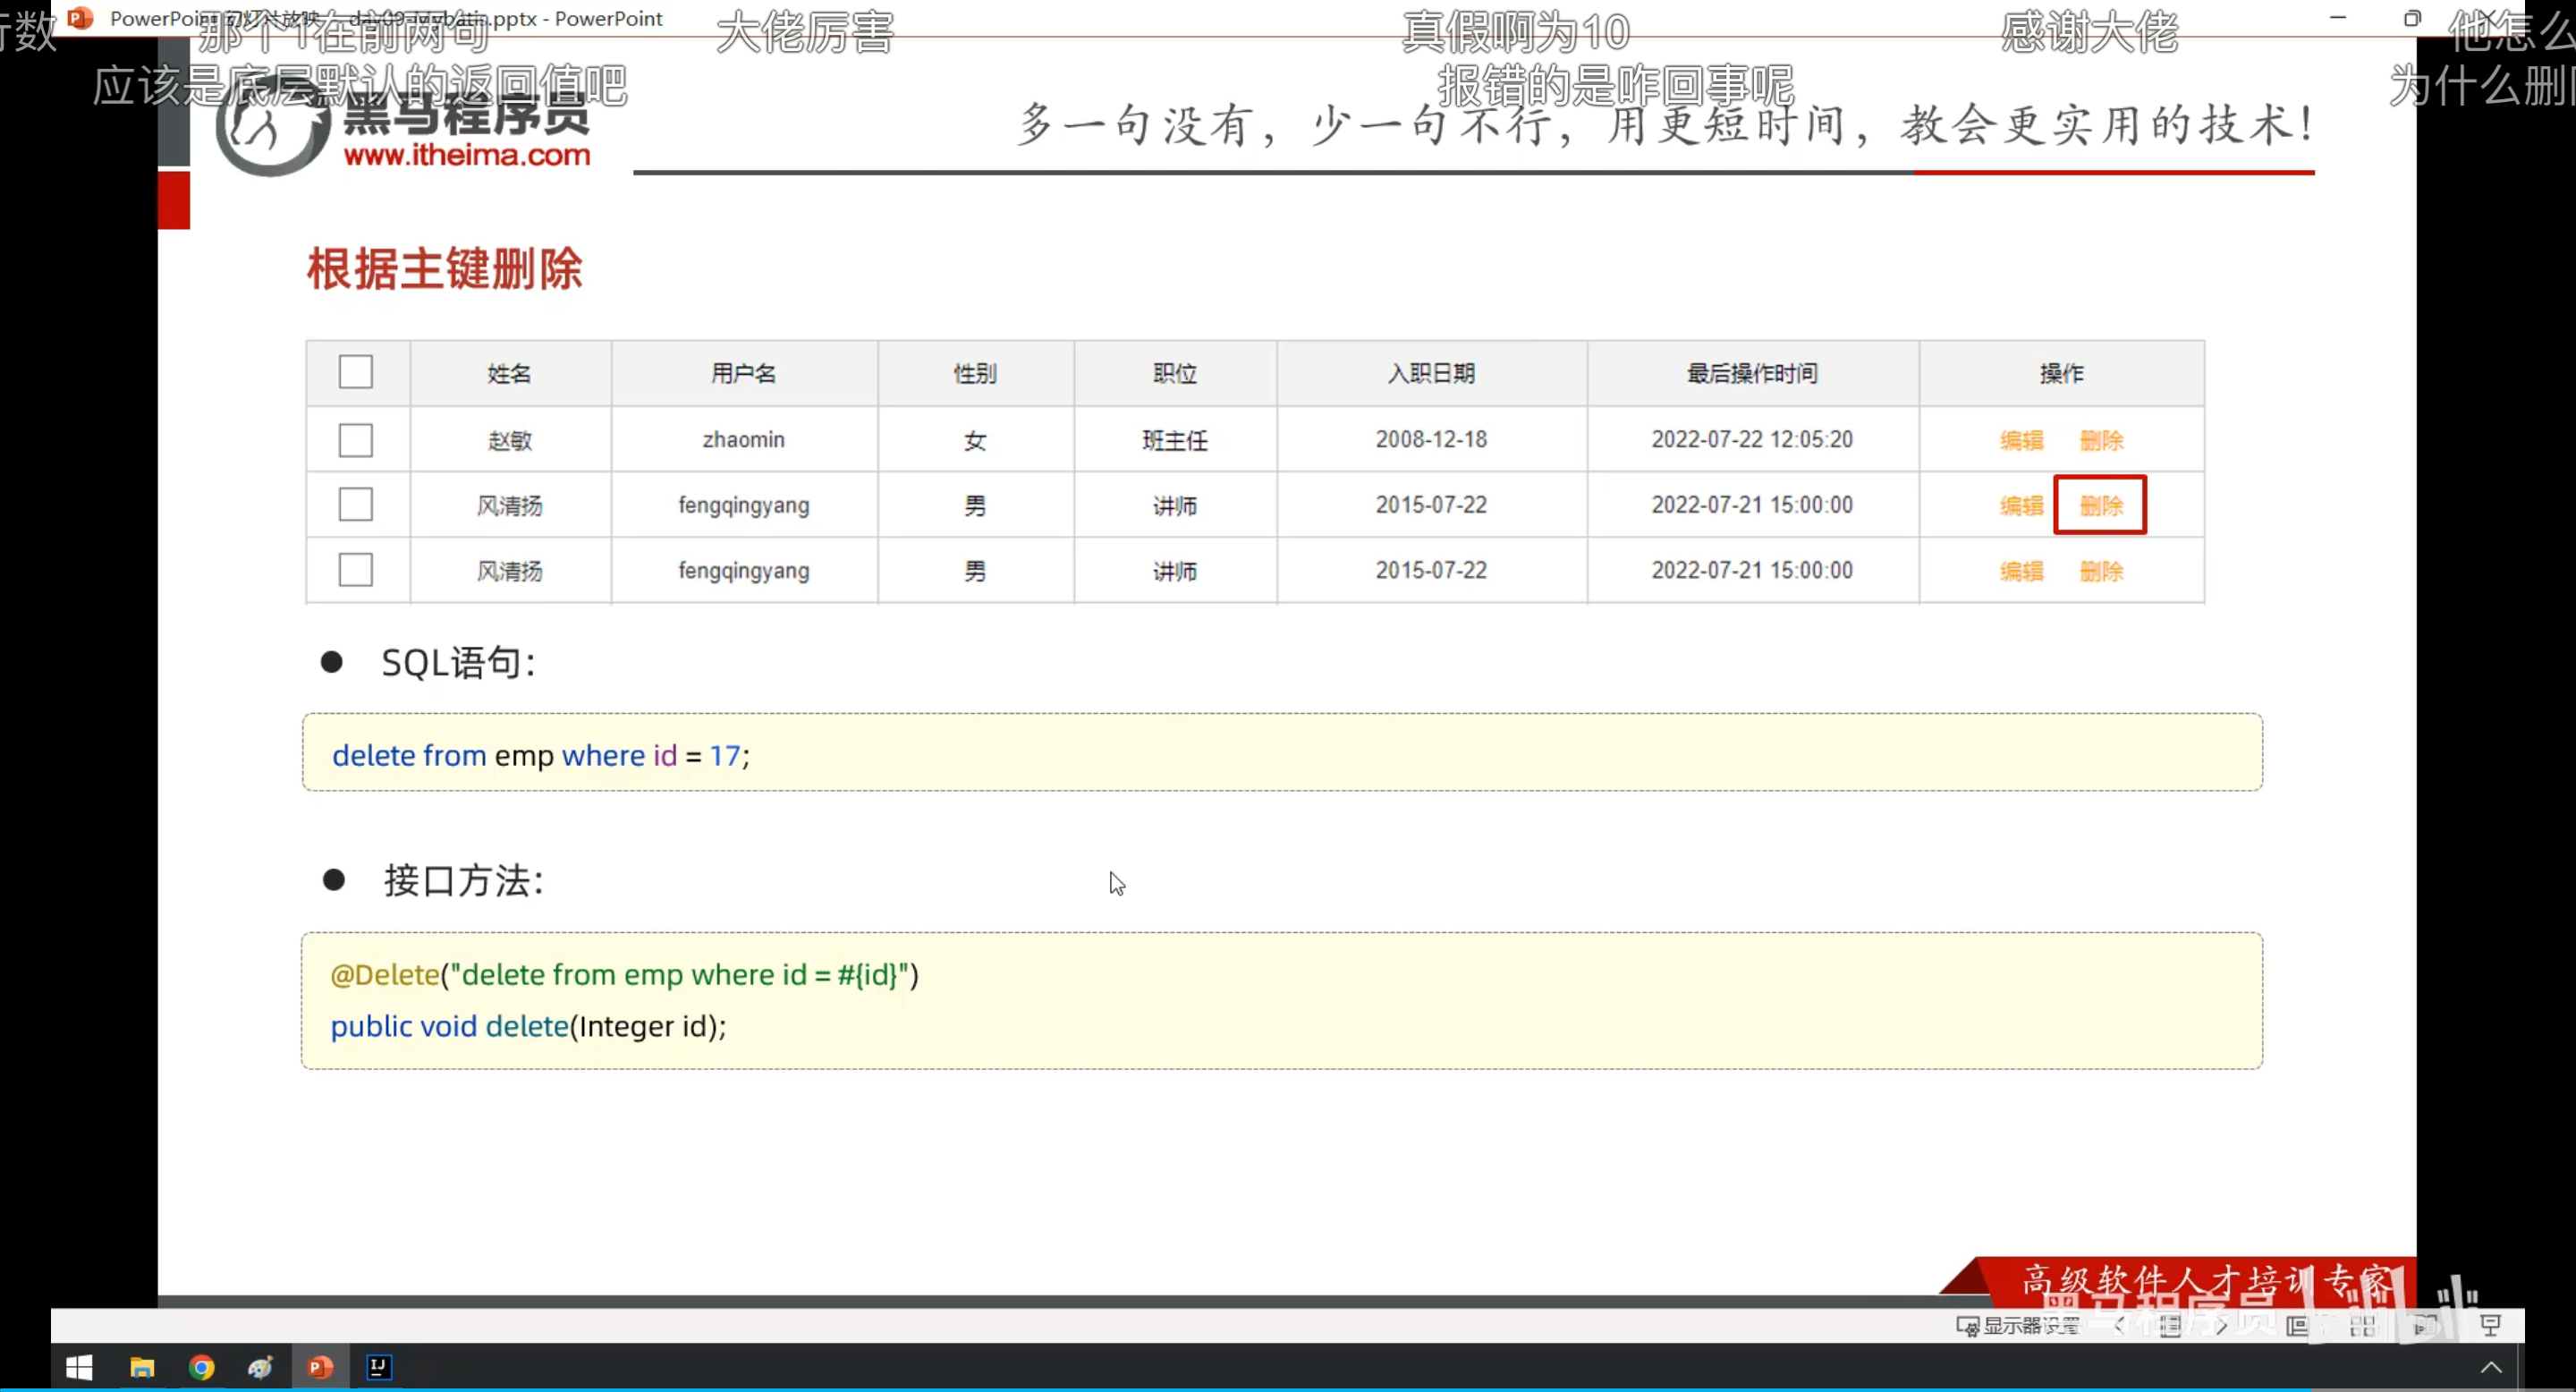 PowerPoint 幻灯片放映 - day09-Mybatis.pptx - PowerPoint
行数
那个1在前两句
大佬厉害
真假啊为10
感谢大佬
他怎么
应该是底层默认的返回值吧
报错的是咋回事呢
为什么删
黑马程序员
www.itheima.com
多一句没有，少一句不行，用更短时间，教会更实用的技术！
根据主键删除
姓名 用户名 性别 职位 入职日期 最后操作时间 操作
赵敏 zhaomin 女 班主任 2008-12-18 2022-07-22 12:05:20 编辑 删除
风清扬 fengqingyang 男 讲师 2015-07-22 2022-07-21 15:00:00 编辑 删除
风清扬 fengqingyang 男 讲师 2015-07-22 2022-07-21 15:00:00 编辑 删除
● SQL语句：
delete from emp where id = 17;
● 接口方法：
@Delete("delete from emp where id = #{id}")
public void delete(Integer id);
高级软件人才培训专家
黑马程序员
显示器设置